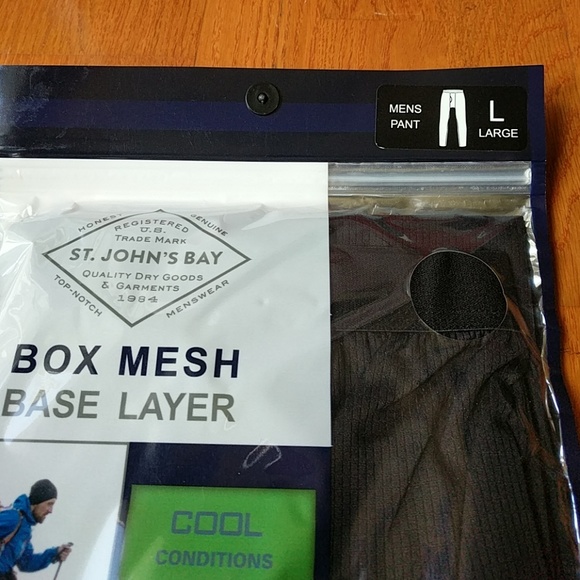 MENS
PANT
L
LARGE
HONEST
GENUINE
REGISTERED
U.S.
TRADE MARK
ST. JOHN'S BAY
QUALITY DRY GOODS
& GARMENTS
1984
TOP-NOTCH
MENSWEAR
BOX MESH
BASE LAYER
COOL
CONDITIONS